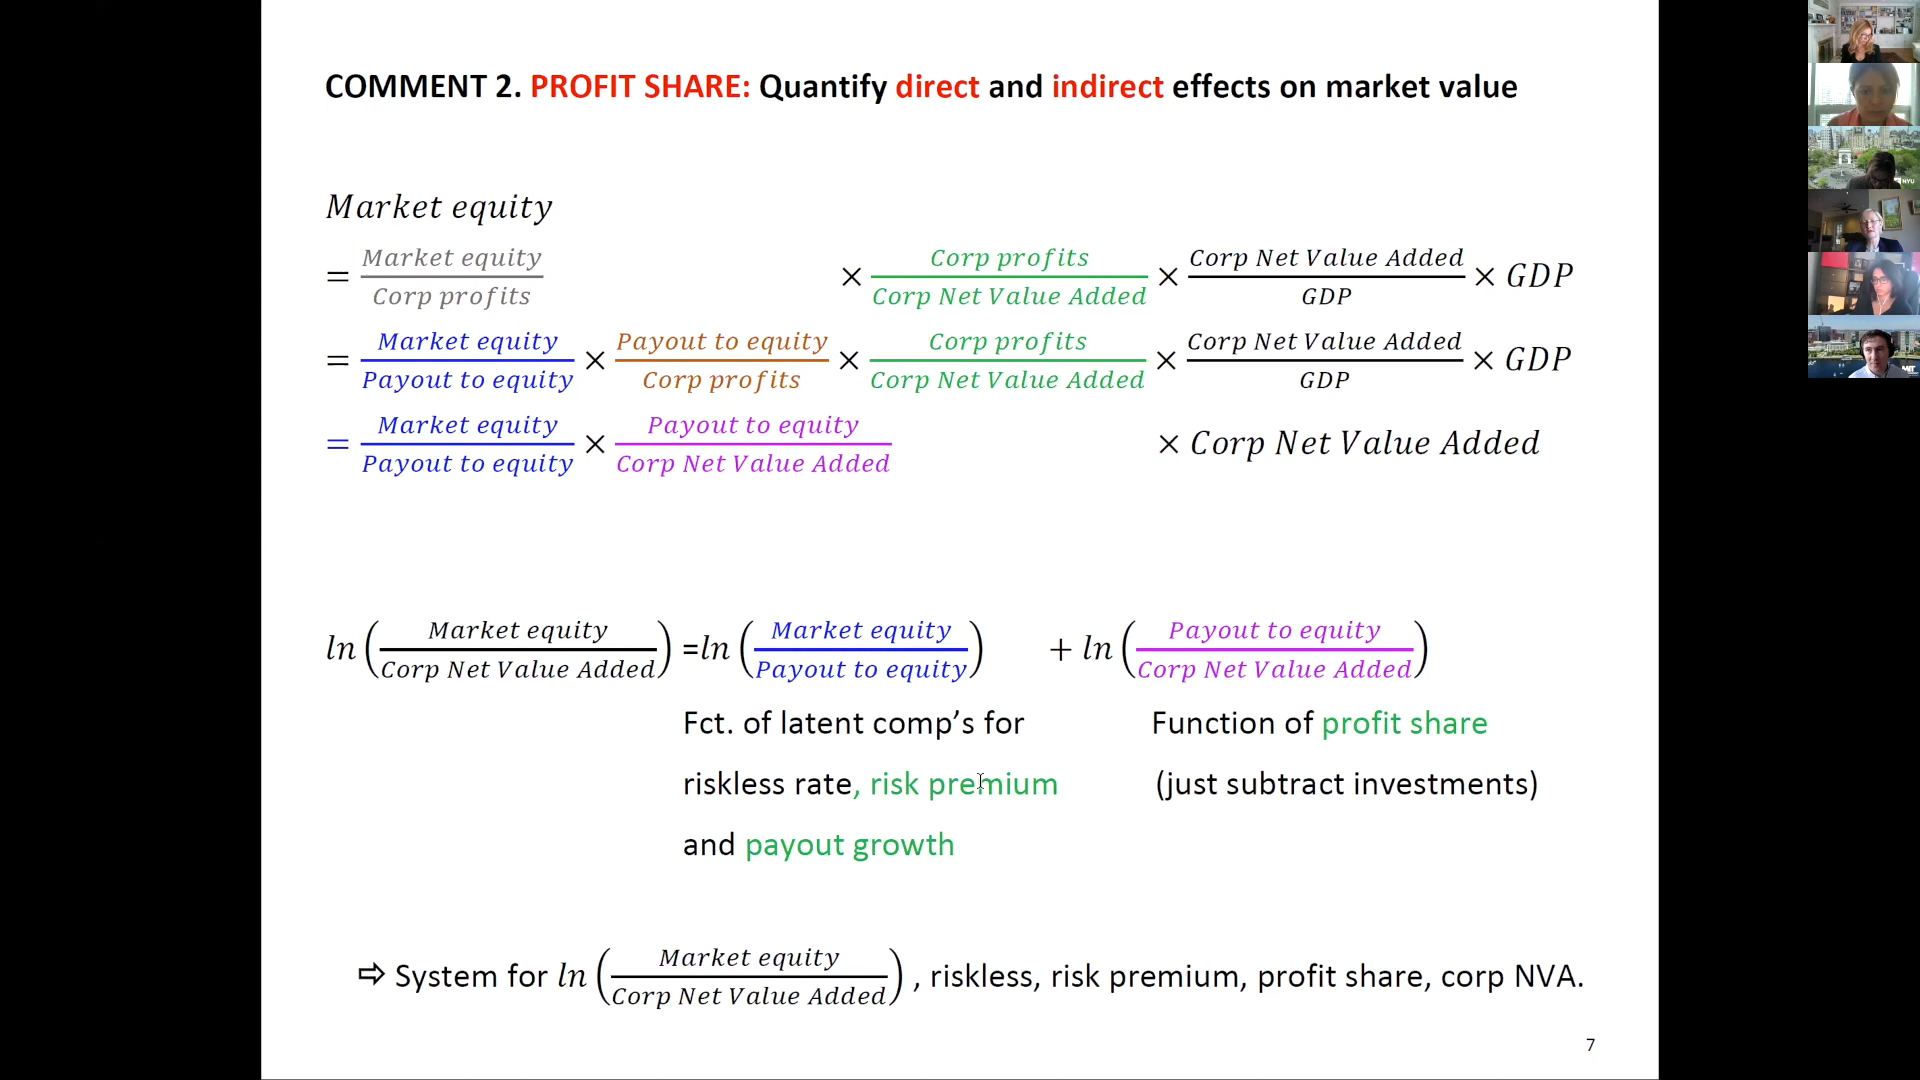 COMMENT 2. PROFIT SHARE: Quantify direct and indirect effects on market value
Market equity
= Market equity / Corp profits × Corp profits / Corp Net Value Added × Corp Net Value Added / GDP × GDP
= Market equity / Payout to equity × Payout to equity / Corp profits × Corp profits / Corp Net Value Added × Corp Net Value Added / GDP × GDP
= Market equity / Payout to equity × Payout to equity / Corp Net Value Added × Corp Net Value Added
ln (Market equity / Corp Net Value Added) =ln (Market equity / Payout to equity) + ln (Payout to equity / Corp Net Value Added)
Fct. of latent comp’s for
riskless rate, risk premium
and payout growth
Function of profit share
(just subtract investments)
⇨ System for ln (Market equity / Corp Net Value Added) , riskless, risk premium, profit share, corp NVA.
7
NYU
MIT